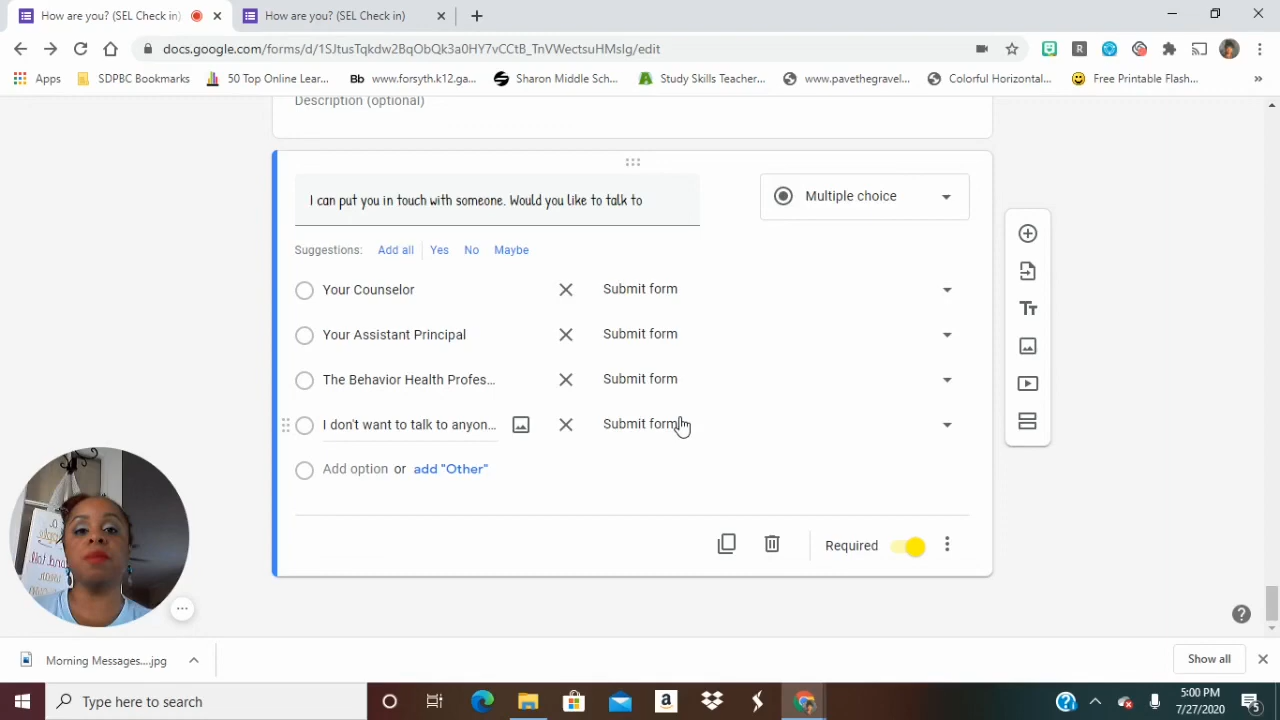 How are you? (SEL Check in)
How are you? (SEL Check in)
docs.google.com/forms/d/1SJtusTqkdw2BqObQk3a0HY7vCCtB_TnVWectsuHMsIg/edit
Apps
SDPBC Bookmarks
50 Top Online Lear...
Bb www.forsyth.k12.ga...
Sharon Middle Sch...
Study Skills Teacher...
www.pavethegravel...
Colorful Horizontal...
Free Printable Flash...
»
Description (optional)
I can put you in touch with someone. Would you like to talk to
Multiple choice
Suggestions: Add all Yes No Maybe
Your Counselor Submit form
Your Assistant Principal Submit form
The Behavior Health Profes... Submit form
I don't want to talk to anyon... Submit form
Add option or add "Other"
Required
Morning Messages....jpg
Show all
Type here to search
5:00 PM
7/27/2020